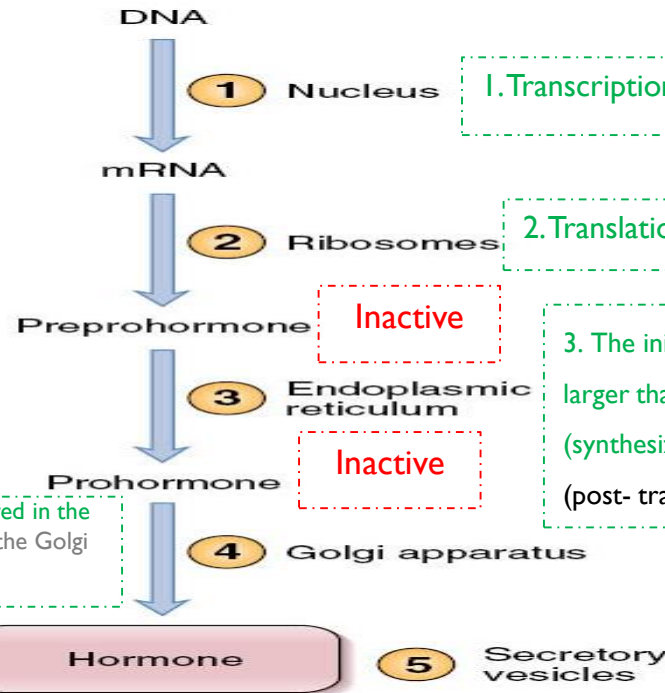 DNA
1 Nucleus
1. Transcription
mRNA
2 Ribosomes
2. Translatio
Preprohormone
Inactive
3 Endoplasmic
reticulum
3. The ini
larger tha
(synthesiz
(post- tra
Inactive
Prohormone
ed in the
the Golgi
4 Golgi apparatus
Hormone
5 Secretory
vesicles